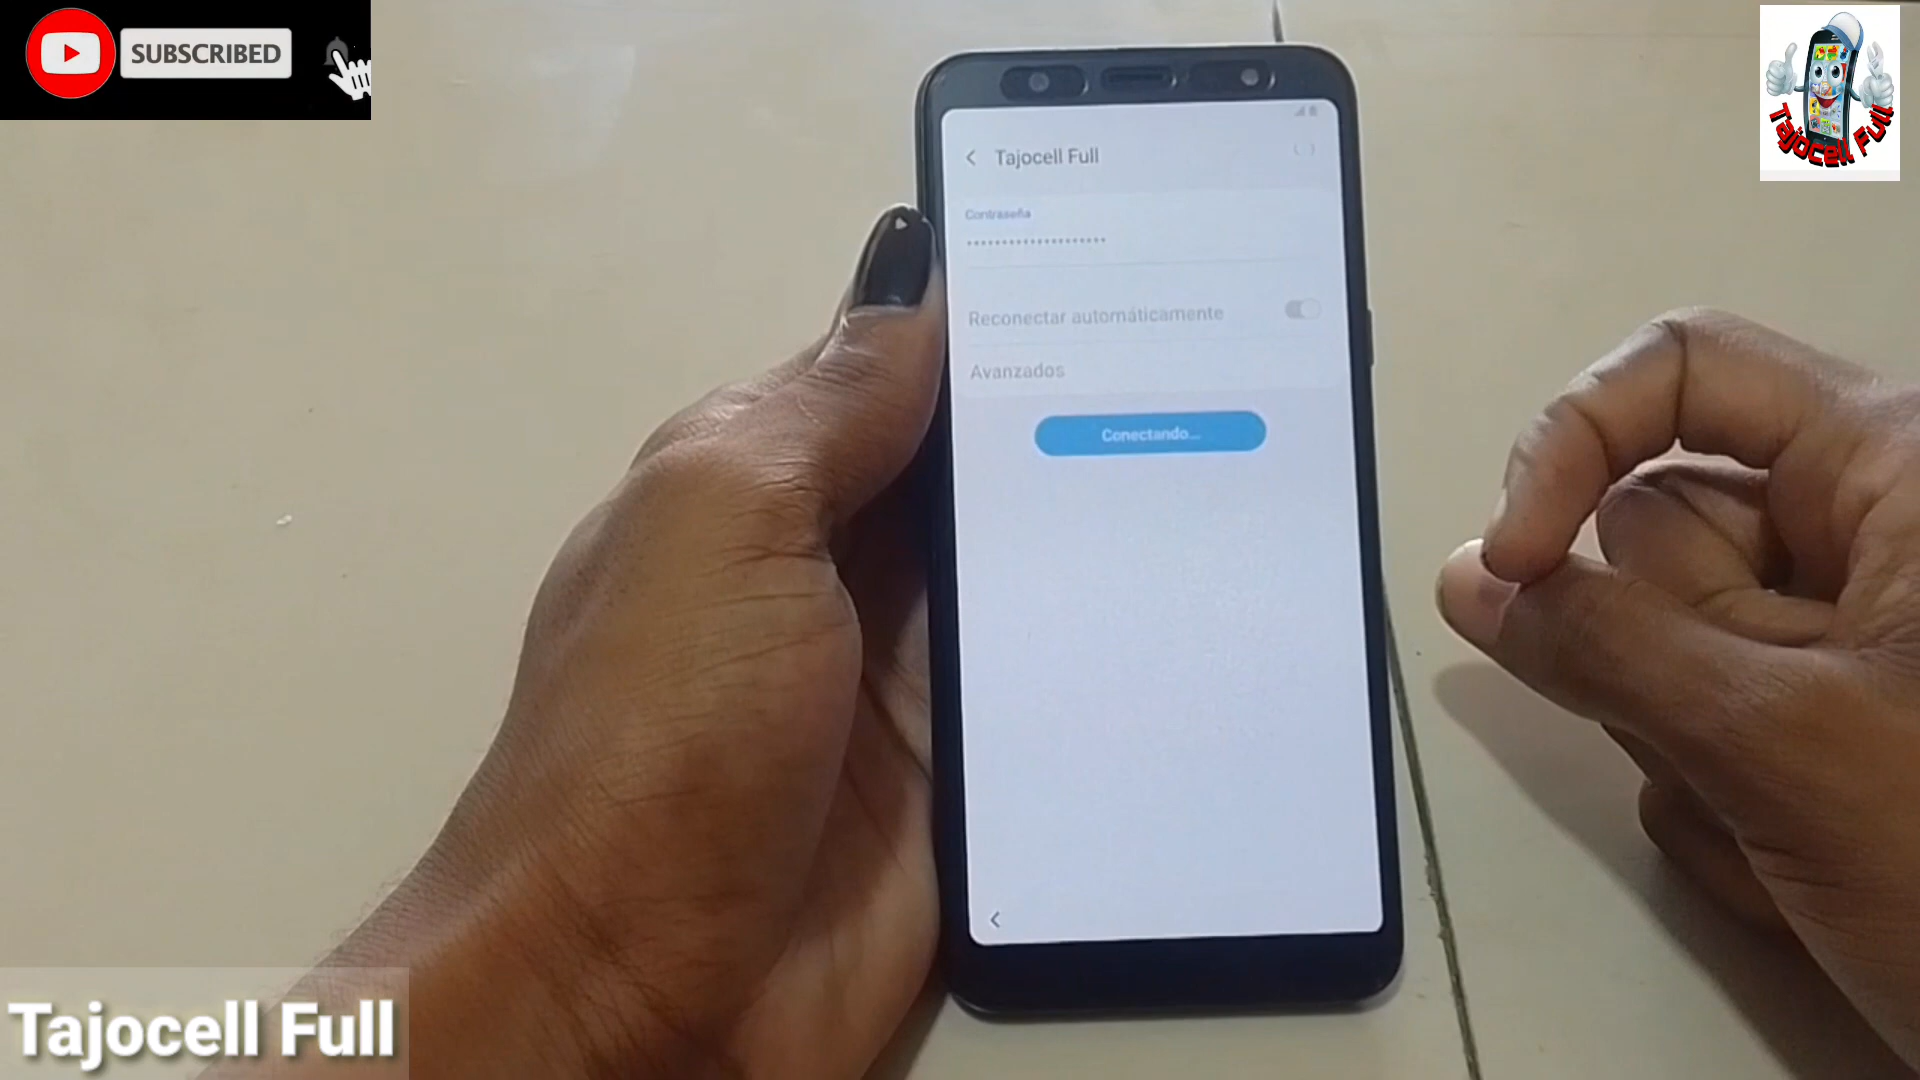 SUBSCRIBED
Tajocell Full
Tajocell Full
Contraseña
Reconectar automáticamente
Avanzados
Conectando...
Tajocell Full